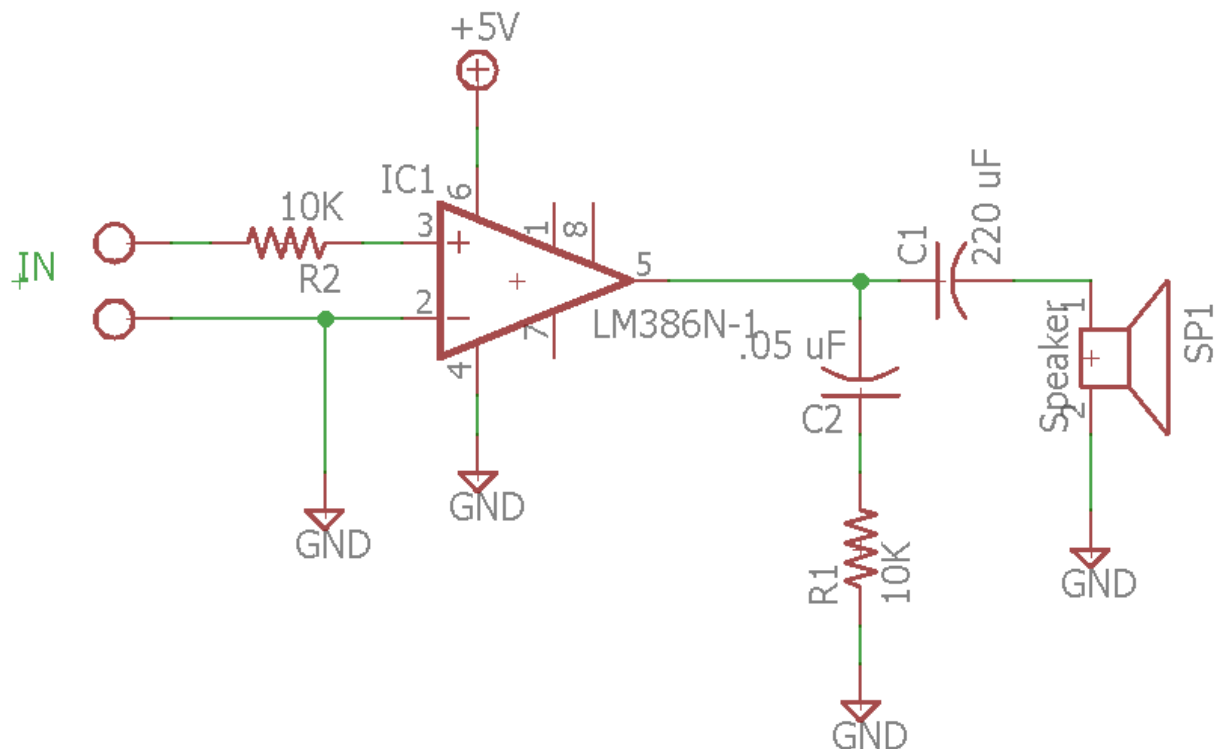 +5V
IC1
6
10K
3
1
8
IN
R2
5
2
7
LM386N-1
4
.05 uF
C2
C1
220 uF
1
Speaker
2
SP1
GND
GND
R1
10K
GND
GND